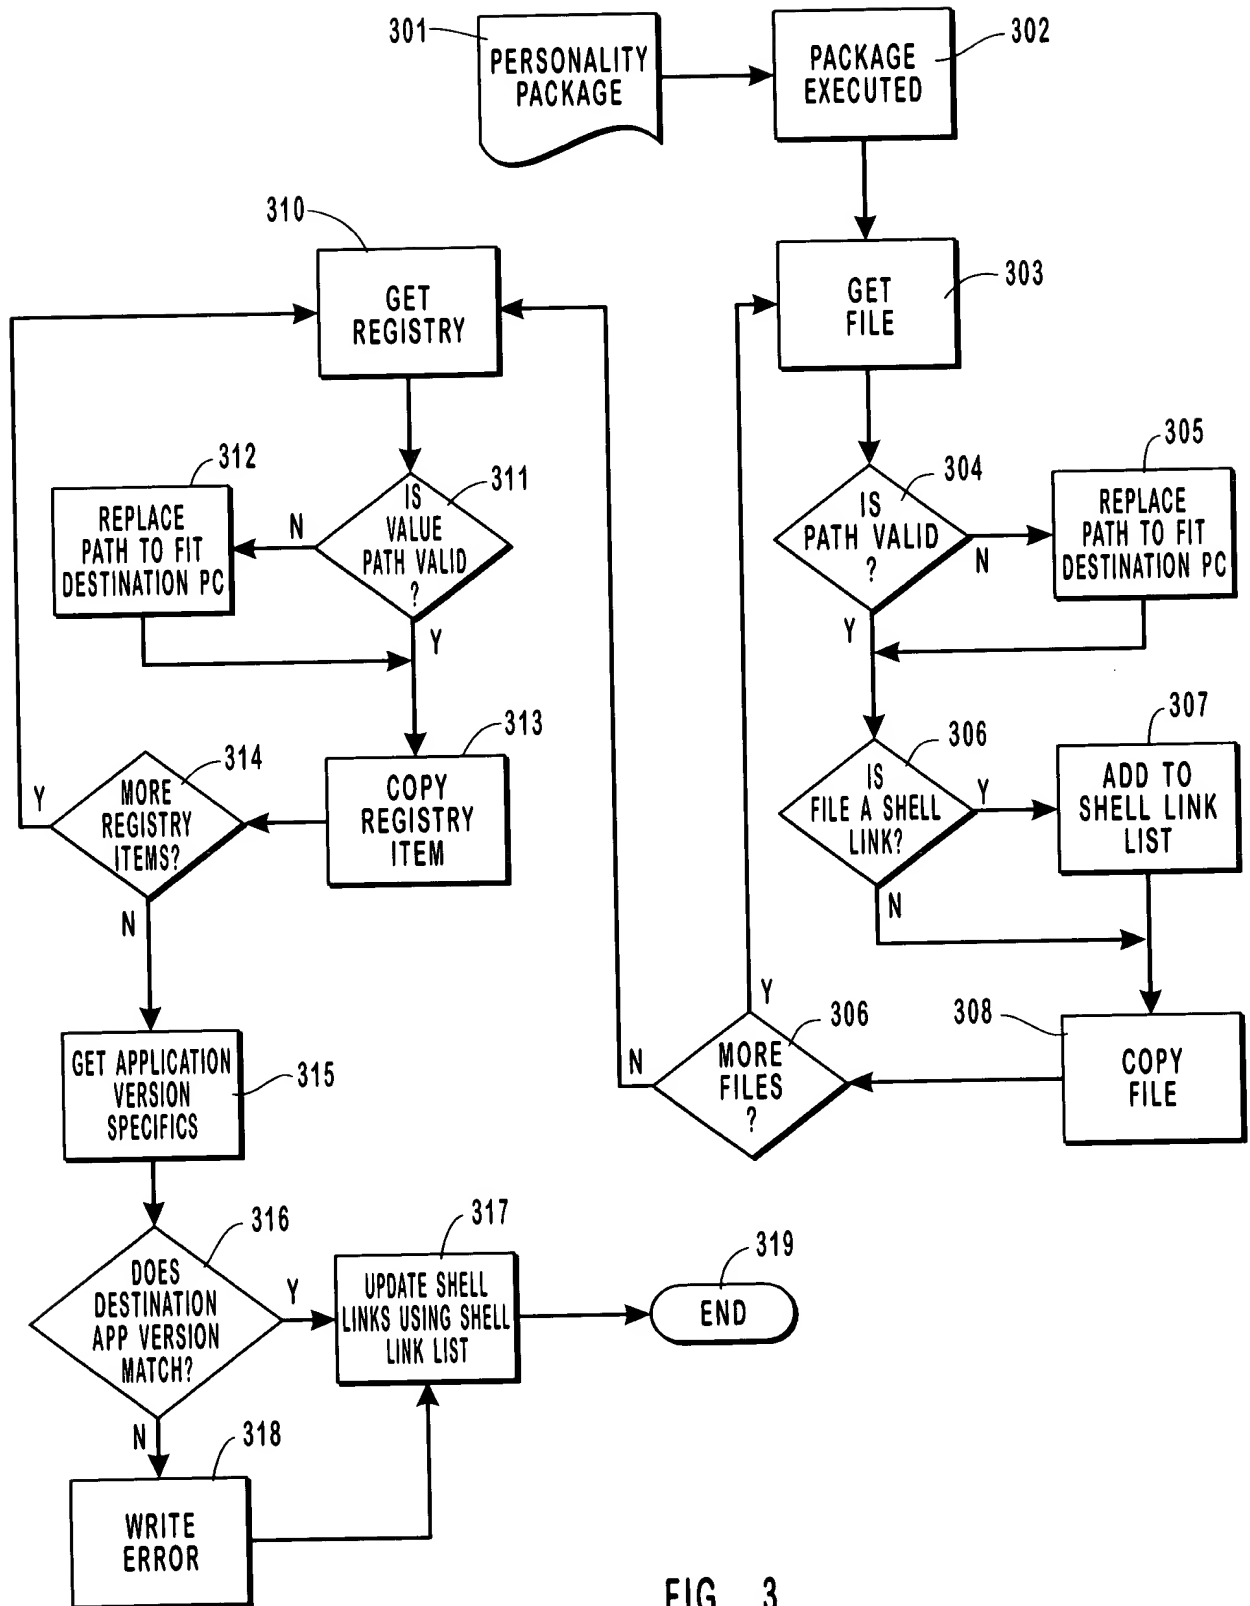 301
PERSONALITY
PACKAGE
302
PACKAGE
EXECUTED
303
GET
FILE
304
IS
PATH VALID
?
N
Y
305
REPLACE
PATH TO FIT
DESTINATION PC
306
IS
FILE A SHELL
LINK?
Y
N
307
ADD TO
SHELL LINK
LIST
308
COPY
FILE
306
MORE
FILES
?
Y
N
310
GET
REGISTRY
311
IS
VALUE
PATH VALID
?
N
Y
312
REPLACE
PATH TO FIT
DESTINATION PC
313
COPY
REGISTRY
ITEM
314
MORE
REGISTRY
ITEMS?
Y
N
315
GET APPLICATION
VERSION
SPECIFICS
316
DOES
DESTINATION
APP VERSION
MATCH?
Y
N
317
UPDATE SHELL
LINKS USING SHELL
LINK LIST
318
WRITE
ERROR
319
END
FIG. 3